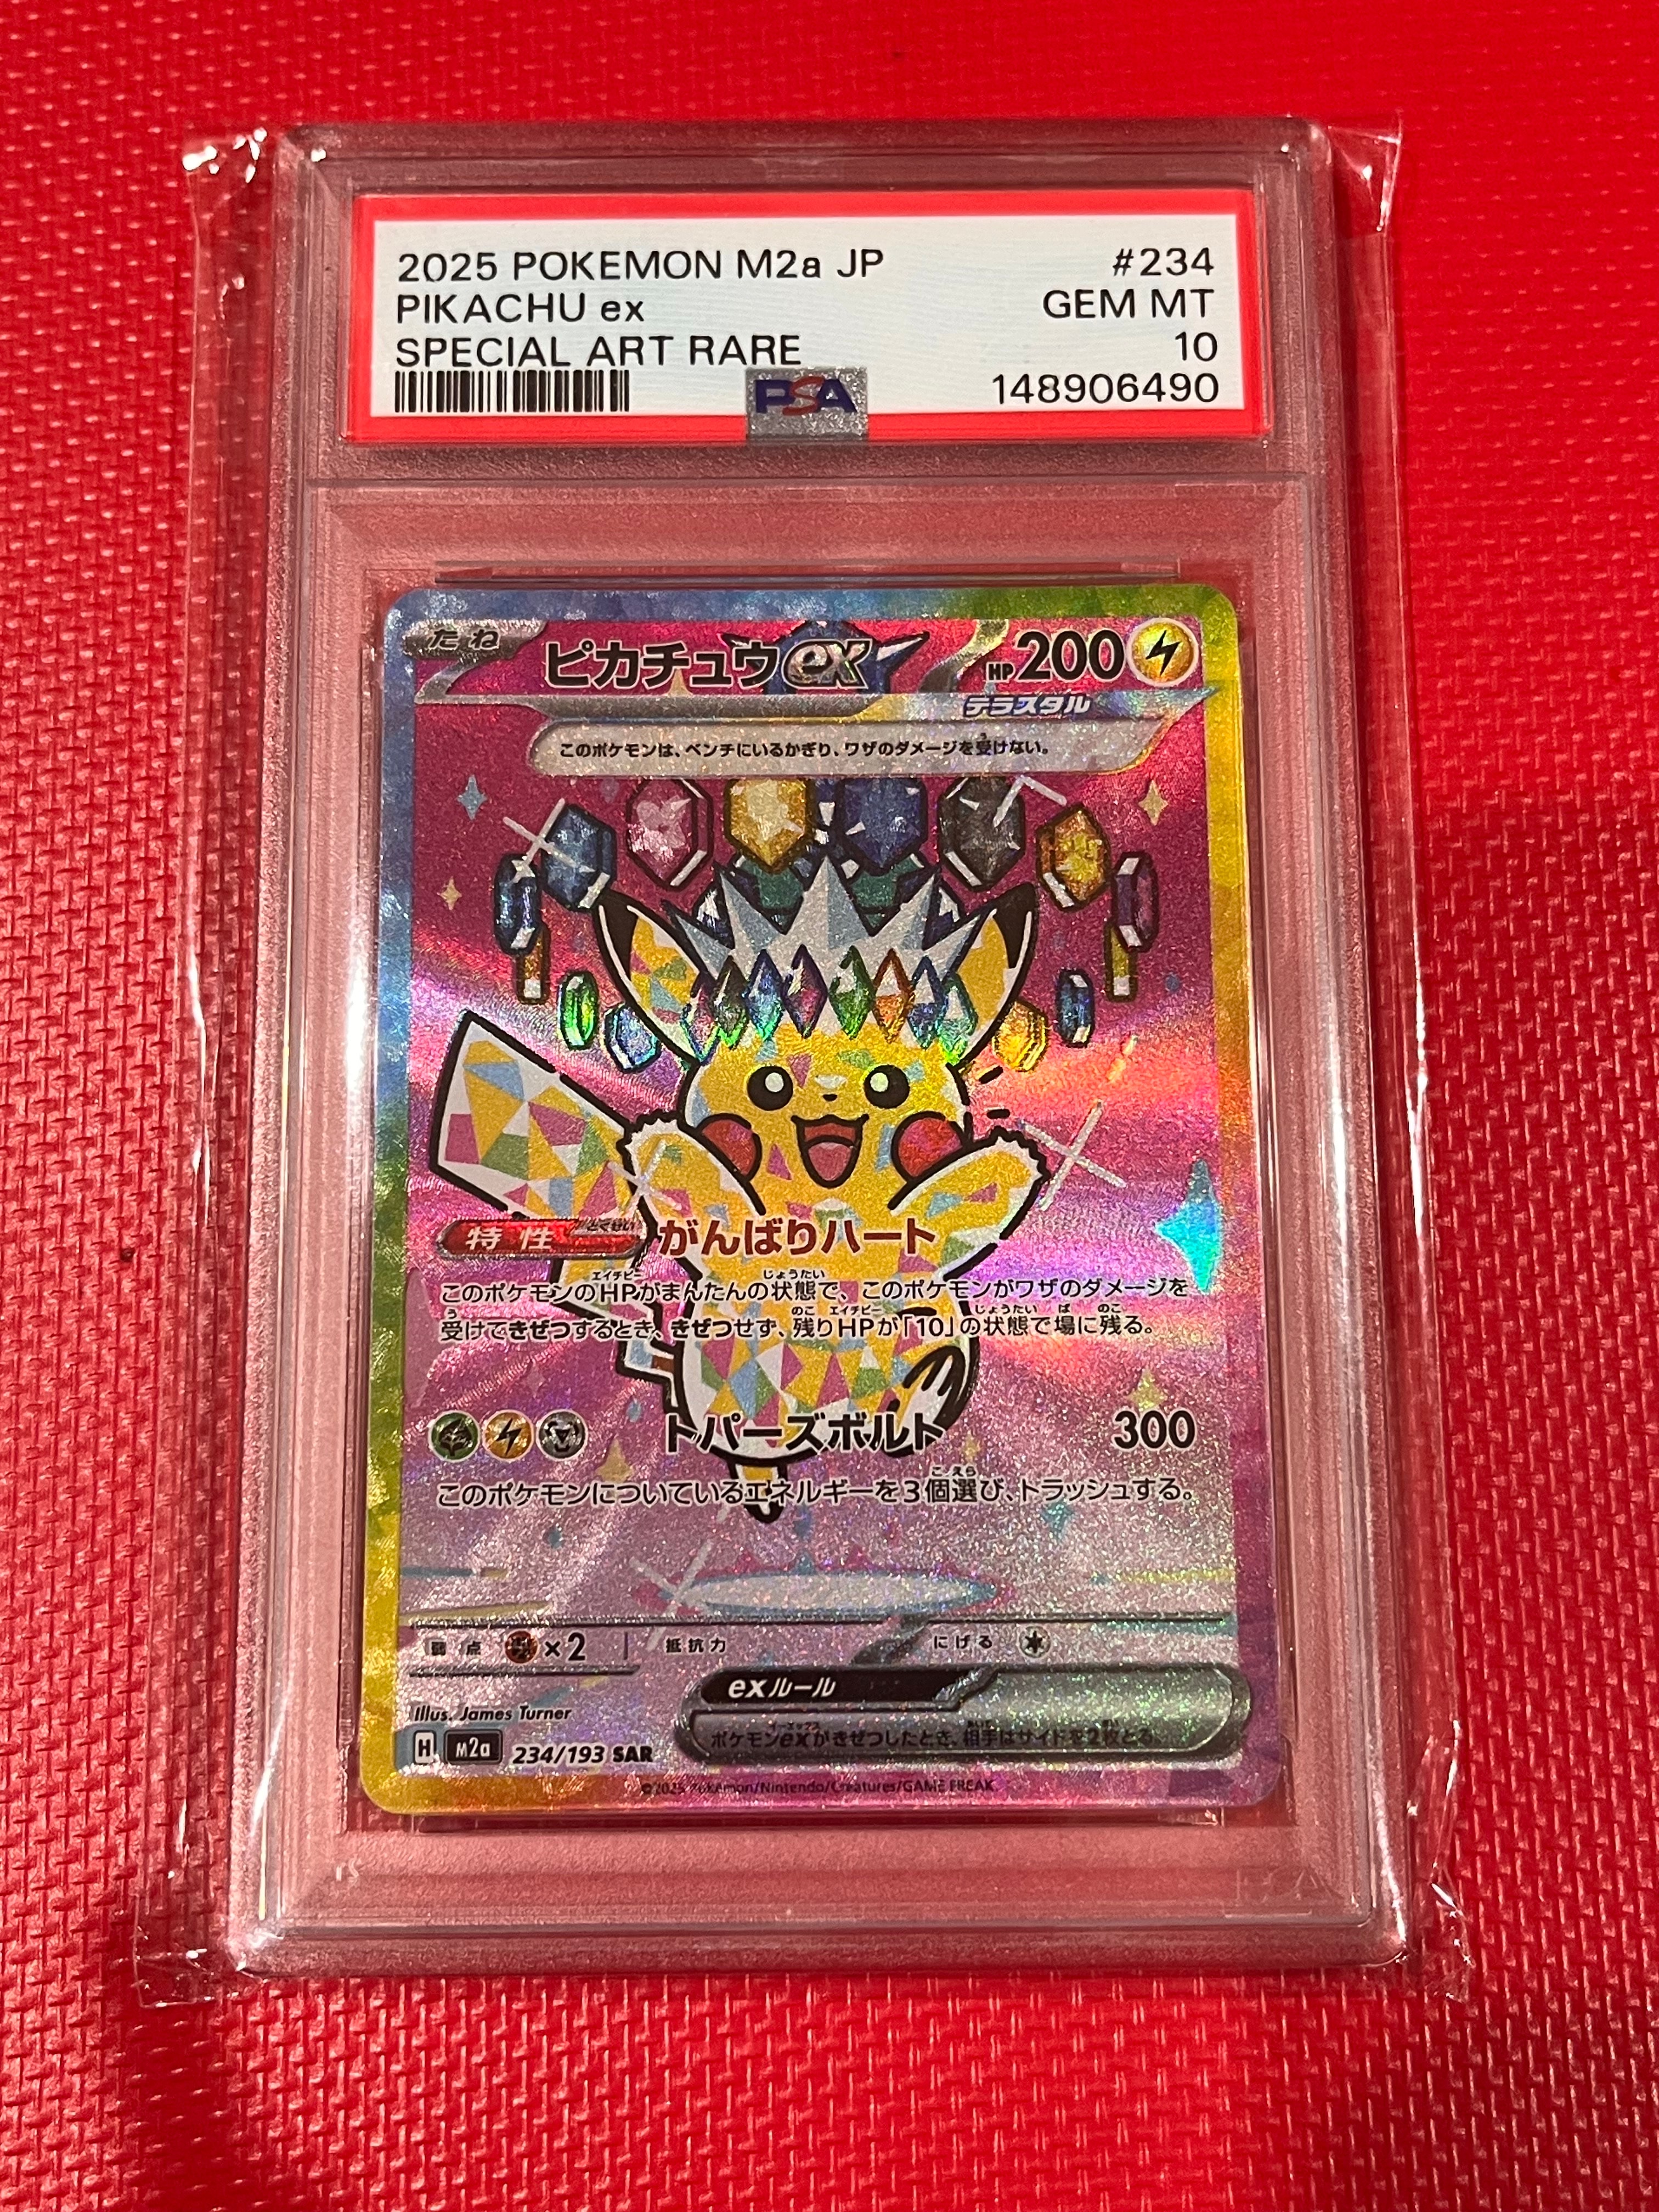 2025 POKEMON M2a JP #234
PIKACHU ex GEM MT
SPECIAL ART RARE 10
PSA 148906490
たね ピカチュウex HP200
テラスタル
このポケモンは、ベンチにいるかぎり、ワザのダメージを受けない。
特性 がんばりハート
このポケモンのHPがまんたんの状態で、このポケモンがワザのダメージを
受けてきぜつするとき、きぜつせず、残りHPが「10」の状態で場に残る。
トパーズボルト 300
このポケモンについているエネルギーを3個選び、トラッシュする。
弱点 ×2 抵抗力 にげる
exルール
ポケモンexがきぜつしたとき、相手はサイドを2枚とる。
Illus. James Turner
H M2a 234/193 SAR
©2025 Pokémon/Nintendo/Creatures/GAME FREAK